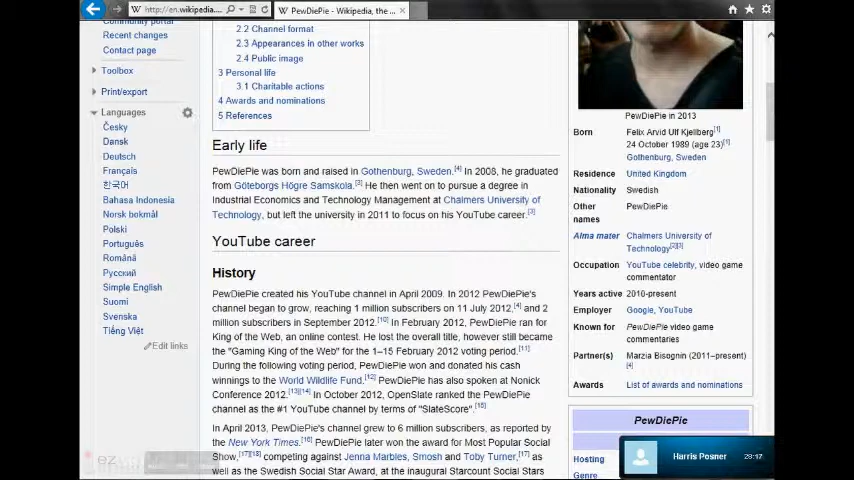 http://en.wikipedia....
PewDiePie - Wikipedia, the ...
Community portal
Recent changes
Contact page
Toolbox
Print/export
Languages
Česky
Dansk
Deutsch
Français
한국어
Bahasa Indonesia
Norsk bokmål
Polski
Português
Română
Русский
Simple English
Suomi
Svenska
Tiếng Việt
Edit links
2.2 Channel format
2.3 Appearances in other works
2.4 Public image
3 Personal life
3.1 Charitable actions
4 Awards and nominations
5 References
Early life
PewDiePie was born and raised in Gothenburg, Sweden.[4] In 2008, he graduated
from Göteborgs Högre Samskola.[3] He then went on to pursue a degree in
Industrial Economics and Technology Management at Chalmers University of
Technology, but left the university in 2011 to focus on his YouTube career.[3]
YouTube career
History
PewDiePie created his YouTube channel in April 2009. In 2012 PewDiePie's
channel began to grow, reaching 1 million subscribers on 11 July 2012,[4] and 2
million subscribers in September 2012.[10] In February 2012, PewDiePie ran for
King of the Web, an online contest. He lost the overall title, however still became
the "Gaming King of the Web" for the 1–15 February 2012 voting period.[11]
During the following voting period, PewDiePie won and donated his cash
winnings to the World Wildlife Fund.[12] PewDiePie has also spoken at Nonick
Conference 2012.[13][14] In October 2012, OpenSlate ranked the PewDiePie
channel as the #1 YouTube channel by terms of "SlateScore".[15]
In April 2013, PewDiePie's channel grew to 6 million subscribers, as reported by
the New York Times.[16] PewDiePie later won the award for Most Popular Social
Show,[17][18] competing against Jenna Marbles, Smosh and Toby Turner,[17] as
well as the Swedish Social Star Award, at the inaugural Starcount Social Stars
PewDiePie in 2013
Born Felix Arvid Ulf Kjellberg[1]
24 October 1989 (age 23)[1]
Gothenburg, Sweden
Residence United Kingdom
Nationality Swedish
Other PewDiePie
names
Alma mater Chalmers University of
Technology[2][3]
Occupation YouTube celebrity, video game
commentator
Years active 2010-present
Employer Google, YouTube
Known for PewDiePie video game
commentaries
Partner(s) Marzia Bisognin (2011–present)
[4]
Awards List of awards and nominations
PewDiePie
Hosting
Genre
Harris Posner 28:17